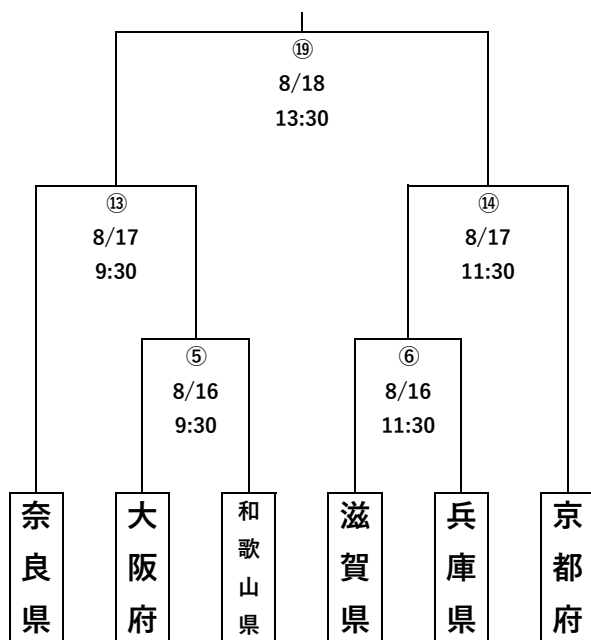 ⑲
8/18
13:30
⑬
8/17
9:30
⑭
8/17
11:30
⑤
8/16
9:30
⑥
8/16
11:30
奈良県
大阪府
和歌山県
滋賀県
兵庫県
京都府